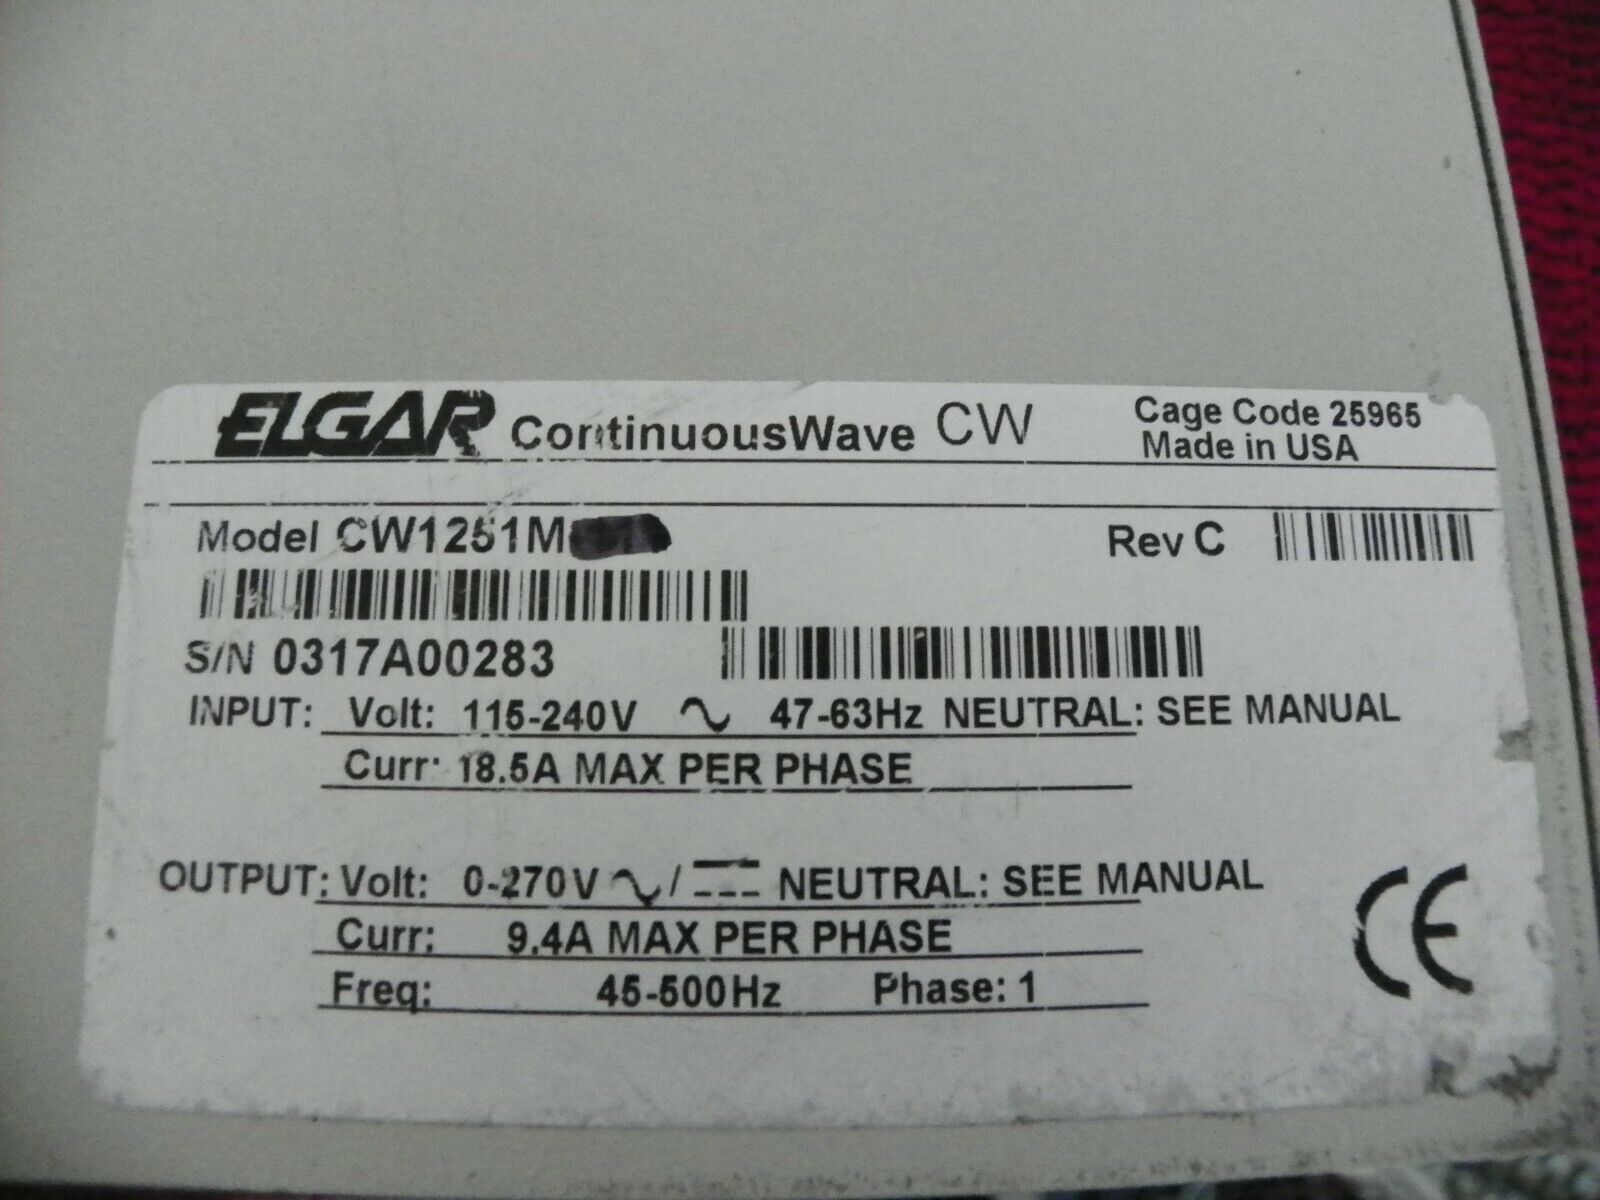 ELGAR ContinuousWave CW
Cage Code 25965
Made in USA
Model CW1251M
Rev C
S/N 0317A00283
INPUT: Volt: 115-240V 47-63Hz NEUTRAL: SEE MANUAL
Curr: 18.5A MAX PER PHASE
OUTPUT: Volt: 0-270V / NEUTRAL: SEE MANUAL
Curr: 9.4A MAX PER PHASE
Freq: 45-500Hz Phase: 1
CE